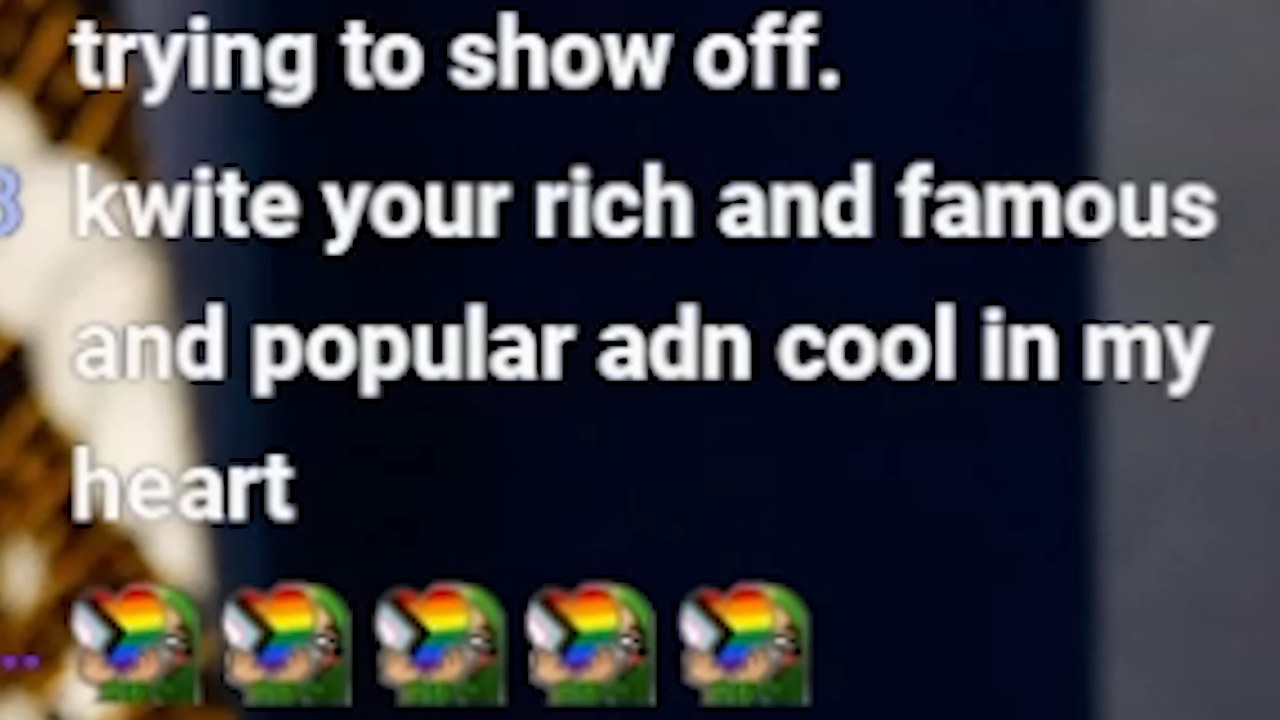 trying to show off.
kwite your rich and famous
and popular adn cool in my
heart